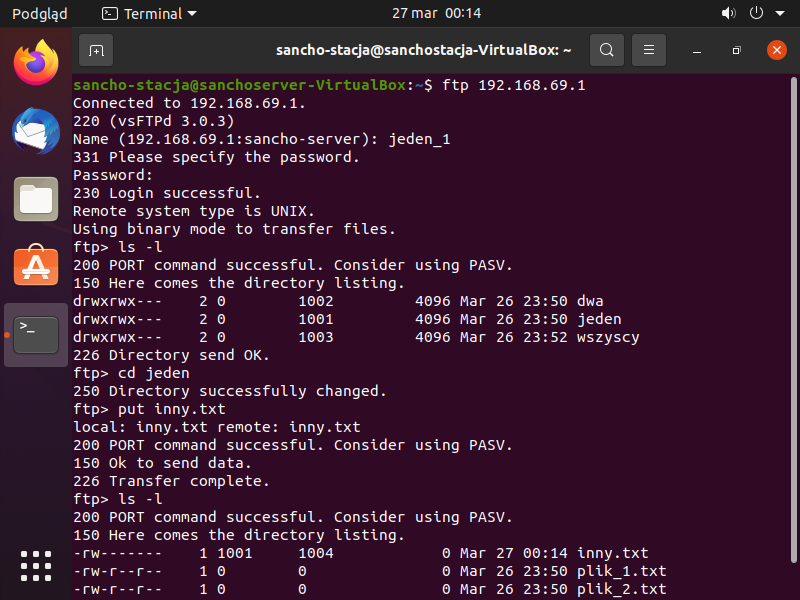 Podgląd
Terminal
27 mar 00:14
sancho-stacja@sanchostacja-VirtualBox: ~
sancho-stacja@sanchoserver-VirtualBox:~$ ftp 192.168.69.1
Connected to 192.168.69.1.
220 (vsFTPd 3.0.3)
Name (192.168.69.1:sancho-server): jeden_1
331 Please specify the password.
Password:
230 Login successful.
Remote system type is UNIX.
Using binary mode to transfer files.
ftp> ls -l
200 PORT command successful. Consider using PASV.
150 Here comes the directory listing.
drwxrwx---    2 0        1002         4096 Mar 26 23:50 dwa
drwxrwx---    2 0        1001         4096 Mar 26 23:50 jeden
drwxrwx---    2 0        1003         4096 Mar 26 23:52 wszyscy
226 Directory send OK.
ftp> cd jeden
250 Directory successfully changed.
ftp> put inny.txt
local: inny.txt remote: inny.txt
200 PORT command successful. Consider using PASV.
150 Ok to send data.
226 Transfer complete.
ftp> ls -l
200 PORT command successful. Consider using PASV.
150 Here comes the directory listing.
-rw-------    1 1001     1004            0 Mar 27 00:14 inny.txt
-rw-r--r--    1 0        0               0 Mar 26 23:50 plik_1.txt
-rw-r--r--    1 0        0               0 Mar 26 23:50 plik_2.txt